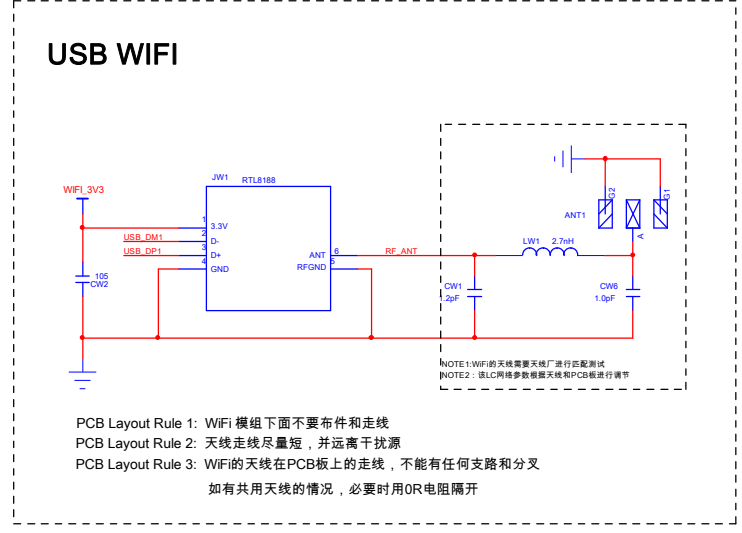 USB WIFI
JW1
RTL8188
WIFI_3V3
1
3.3V
2
USB_DM1
D-
3
USB_DP1
D+
4
GND
ANT
6
RF_ANT
RFGND
5
105
CW2
G2
G1
ANT1
A
LW1
2.7nH
CW1
.2pF
CW6
1.0pF
NOTE1:WiFi的天线需要天线厂进行匹配测试
NOTE2：该LC网络参数根据天线和PCB板进行调节
PCB Layout Rule 1: WiFi 模组下面不要布件和走线
PCB Layout Rule 2: 天线走线尽量短，并远离干扰源
PCB Layout Rule 3: WiFi的天线在PCB板上的走线，不能有任何支路和分叉
如有共用天线的情况，必要时用0R电阻隔开